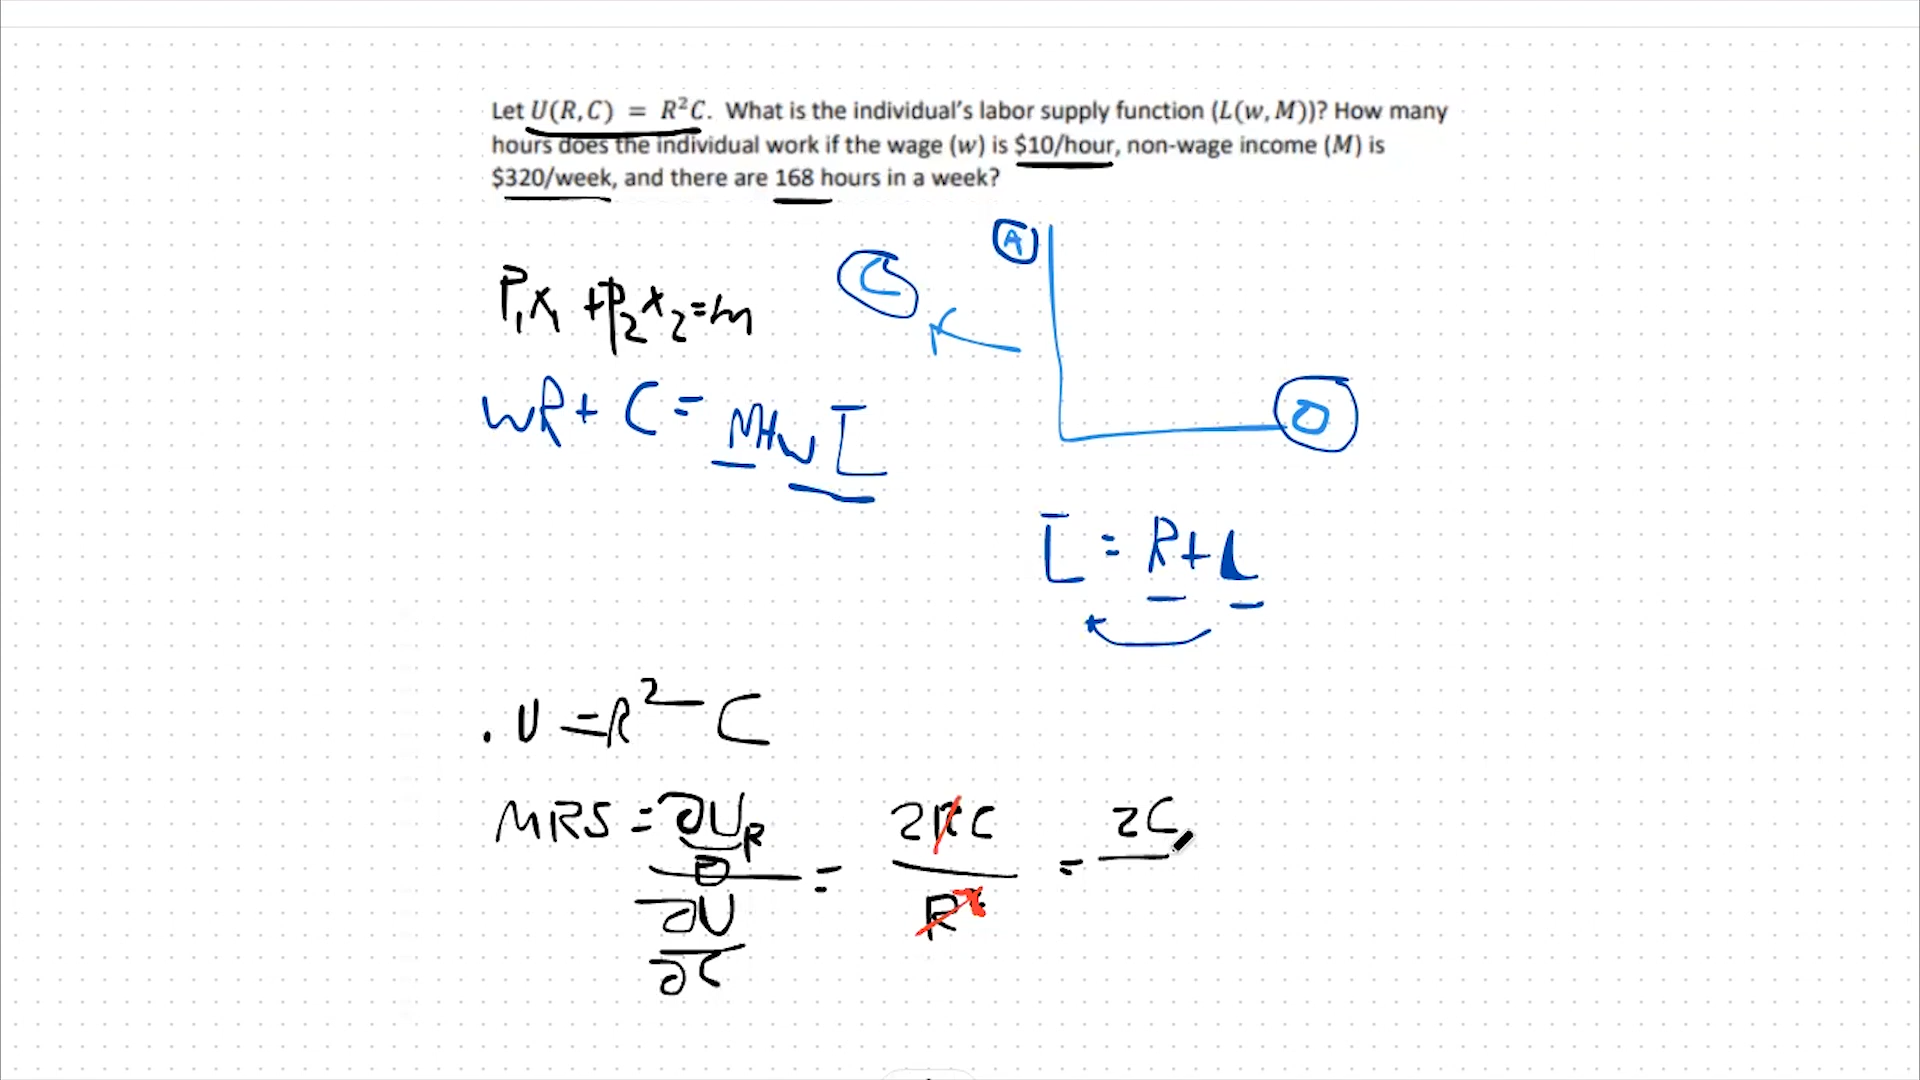 Let U(R,C) = R²C. What is the individual's labor supply function (L(w,M))? How many
hours does the individual work if the wage (w) is $10/hour, non-wage income (M) is
$320/week, and there are 168 hours in a week?
A
C
P₁x₁ + P₂x₂ = m
WR + C = M + w L̄
L̄ = R + L
. U = R² C
MRS = ∂U/∂R / ∂U/∂C = 2RC / R² = 2C